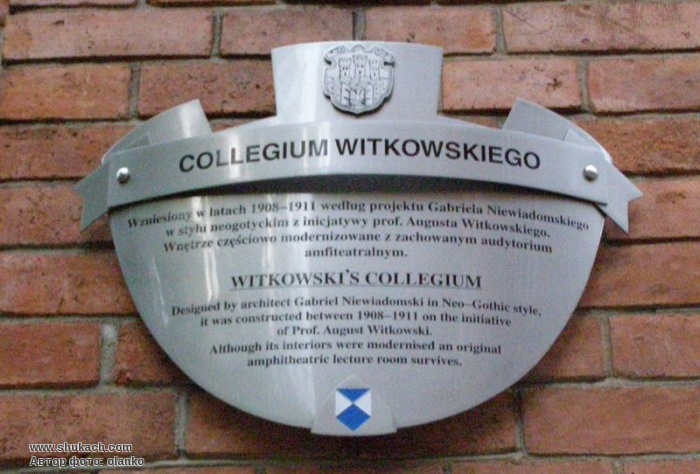 COLLEGIUM WITKOWSKIEGO
Wzniesiony w latach 1908–1911 według projektu Gabriela Niewiadomskiego
w stylu neogotyckim z inicjatywy prof. Augusta Witkowskiego.
Wnętrze częściowo modernizowane z zachowanym audytorium
amfiteatralnym.
WITKOWSKI'S COLLEGIUM
Designed by architect Gabriel Niewiadomski in Neo–Gothic style,
it was constructed between 1908–1911 on the initiative
of Prof. August Witkowski.
Although its interiors were modernised an original
amphitheatric lecture room survives.
www.shukach.com
Автор фото: olanko